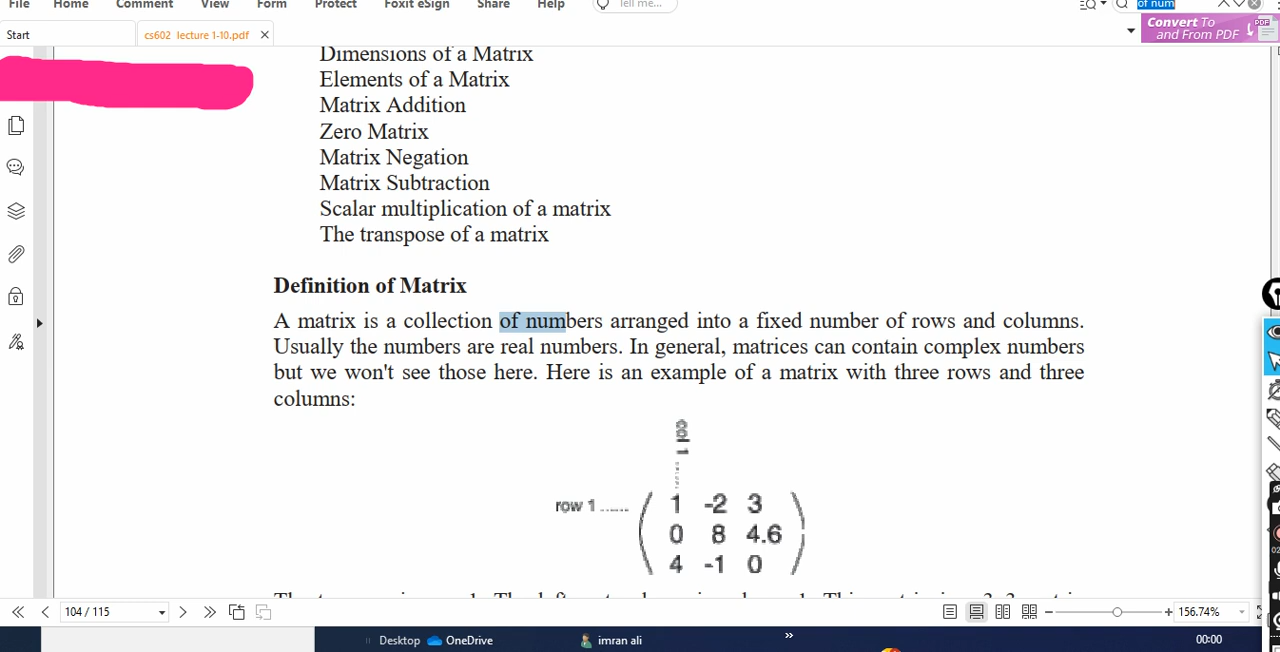 File Home Comment View Form Protect Foxit eSign Share Help Tell me... of num
Start cs602 lecture 1-10.pdf
Convert To
and From PDF
PDF
Dimensions of a Matrix
Elements of a Matrix
Matrix Addition
Zero Matrix
Matrix Negation
Matrix Subtraction
Scalar multiplication of a matrix
The transpose of a matrix
Definition of Matrix
A matrix is a collection of numbers arranged into a fixed number of rows and columns.
Usually the numbers are real numbers. In general, matrices can contain complex numbers
but we won't see those here. Here is an example of a matrix with three rows and three
columns:
col 1
row 1 ...... 1 -2 3
0 8 4.6
4 -1 0
104 / 115 156.74%
Desktop OneDrive imran ali » 00:00